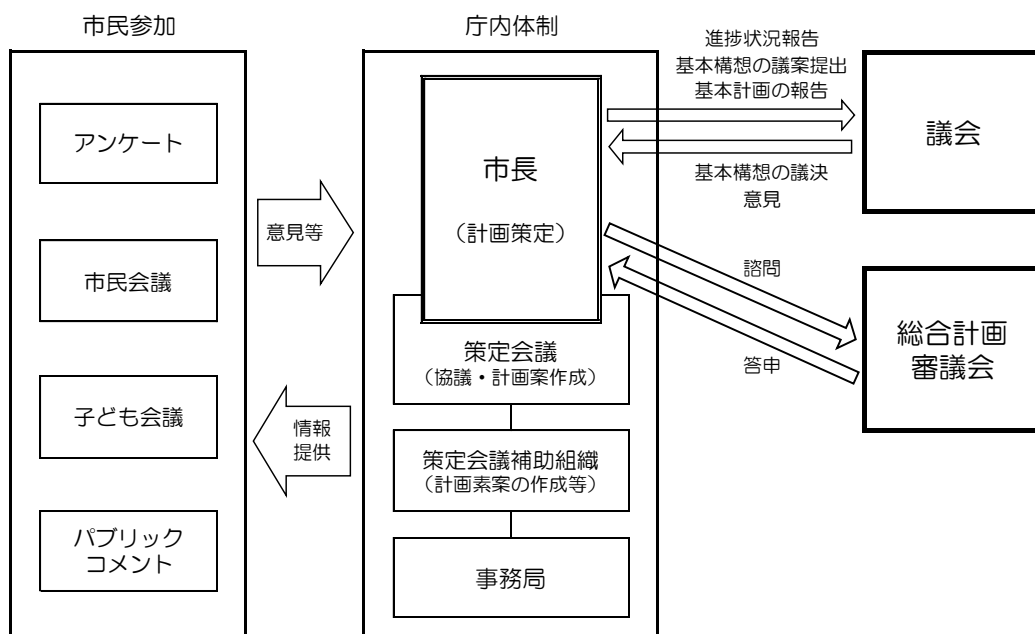 市民参加
アンケート
市民会議
子ども会議
パブリック
コメント
意見等
情報
提供
庁内体制
市長
（計画策定）
策定会議
（協議・計画案作成）
策定会議補助組織
（計画素案の作成等）
事務局
進捗状況報告
基本構想の議案提出
基本計画の報告
基本構想の議決
意見
議会
諮問
答申
総合計画
審議会